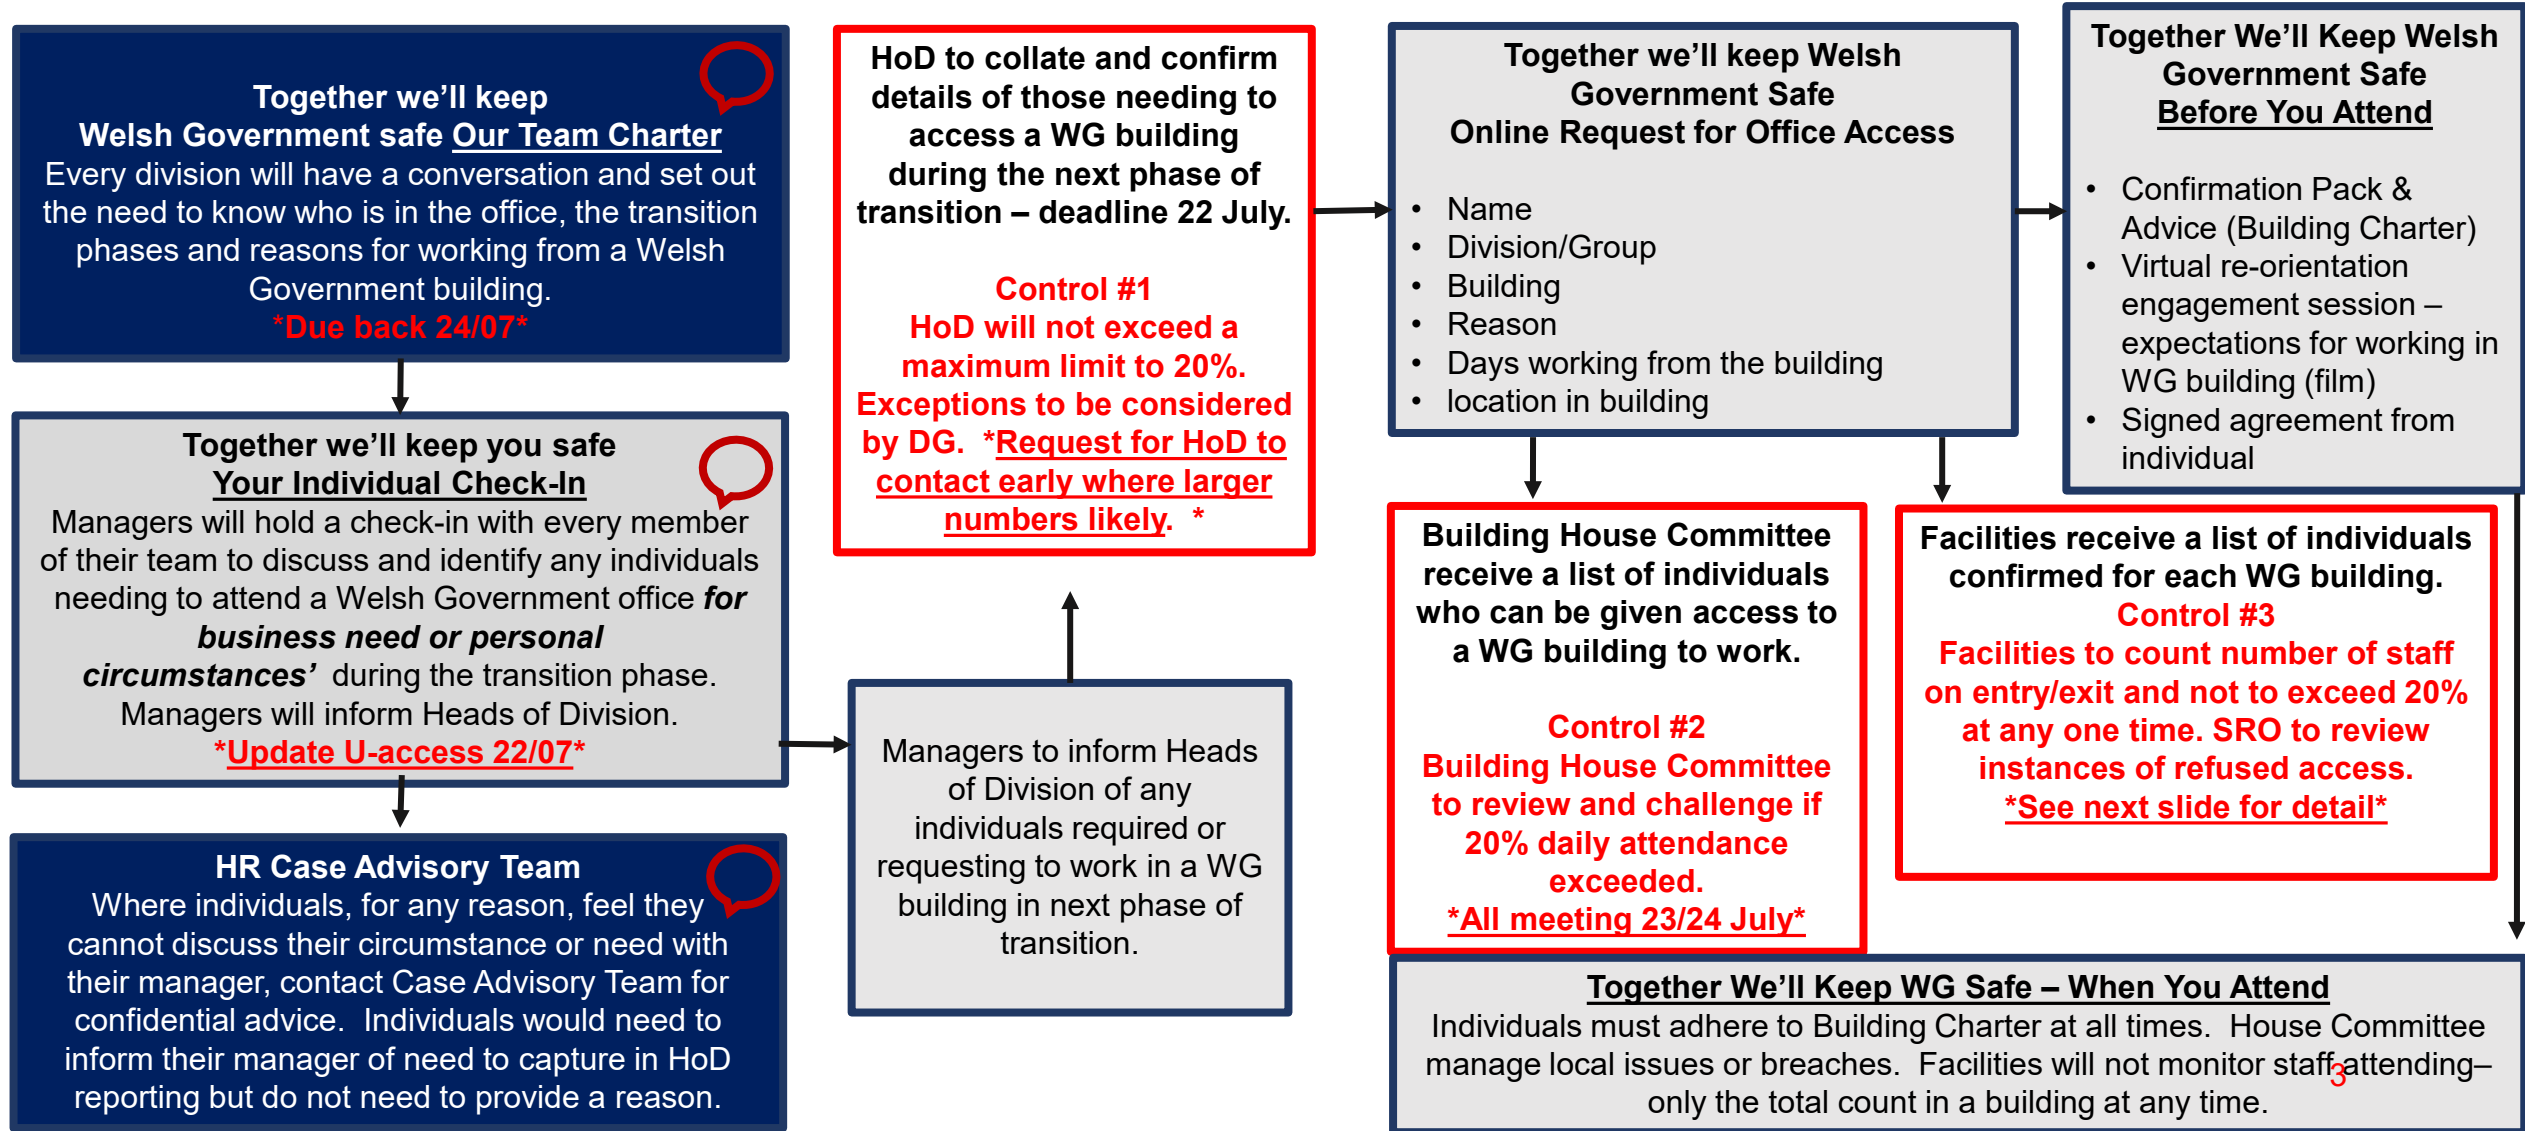 Together we’ll keep
Welsh Government safe Our Team Charter
Every division will have a conversation and set out
the need to know who is in the office, the transition
phases and reasons for working from a Welsh
Government building.
*Due back 24/07*
Together we’ll keep you safe
Your Individual Check-In
Managers will hold a check-in with every member
of their team to discuss and identify any individuals
needing to attend a Welsh Government office for
business need or personal
circumstances’ during the transition phase.
Managers will inform Heads of Division.
*Update U-access 22/07*
HR Case Advisory Team
Where individuals, for any reason, feel they
cannot discuss their circumstance or need with
their manager, contact Case Advisory Team for
confidential advice.  Individuals would need to
inform their manager of need to capture in HoD
reporting but do not need to provide a reason.
HoD to collate and confirm
details of those needing to
access a WG building
during the next phase of
transition – deadline 22 July.
Control #1
HoD will not exceed a
maximum limit to 20%.
Exceptions to be considered
by DG.  *Request for HoD to
contact early where larger
numbers likely.  *
Managers to inform Heads
of Division of any
individuals required or
requesting to work in a WG
building in next phase of
transition.
Together we’ll keep Welsh
Government Safe
Online Request for Office Access
• Name
• Division/Group
• Building
• Reason
• Days working from the building
• location in building
Together We’ll Keep Welsh
Government Safe
Before You Attend
• Confirmation Pack &
Advice (Building Charter)
• Virtual re-orientation
engagement session –
expectations for working in
WG building (film)
• Signed agreement from
individual
Building House Committee
receive a list of individuals
who can be given access to
a WG building to work.
Control #2
Building House Committee
to review and challenge if
20% daily attendance
exceeded.
*All meeting 23/24 July*
Facilities receive a list of individuals
confirmed for each WG building.
Control #3
Facilities to count number of staff
on entry/exit and not to exceed 20%
at any one time. SRO to review
instances of refused access.
*See next slide for detail*
Together We’ll Keep WG Safe – When You Attend
Individuals must adhere to Building Charter at all times.  House Committee
manage local issues or breaches.  Facilities will not monitor staff attending–
only the total count in a building at any time.
3